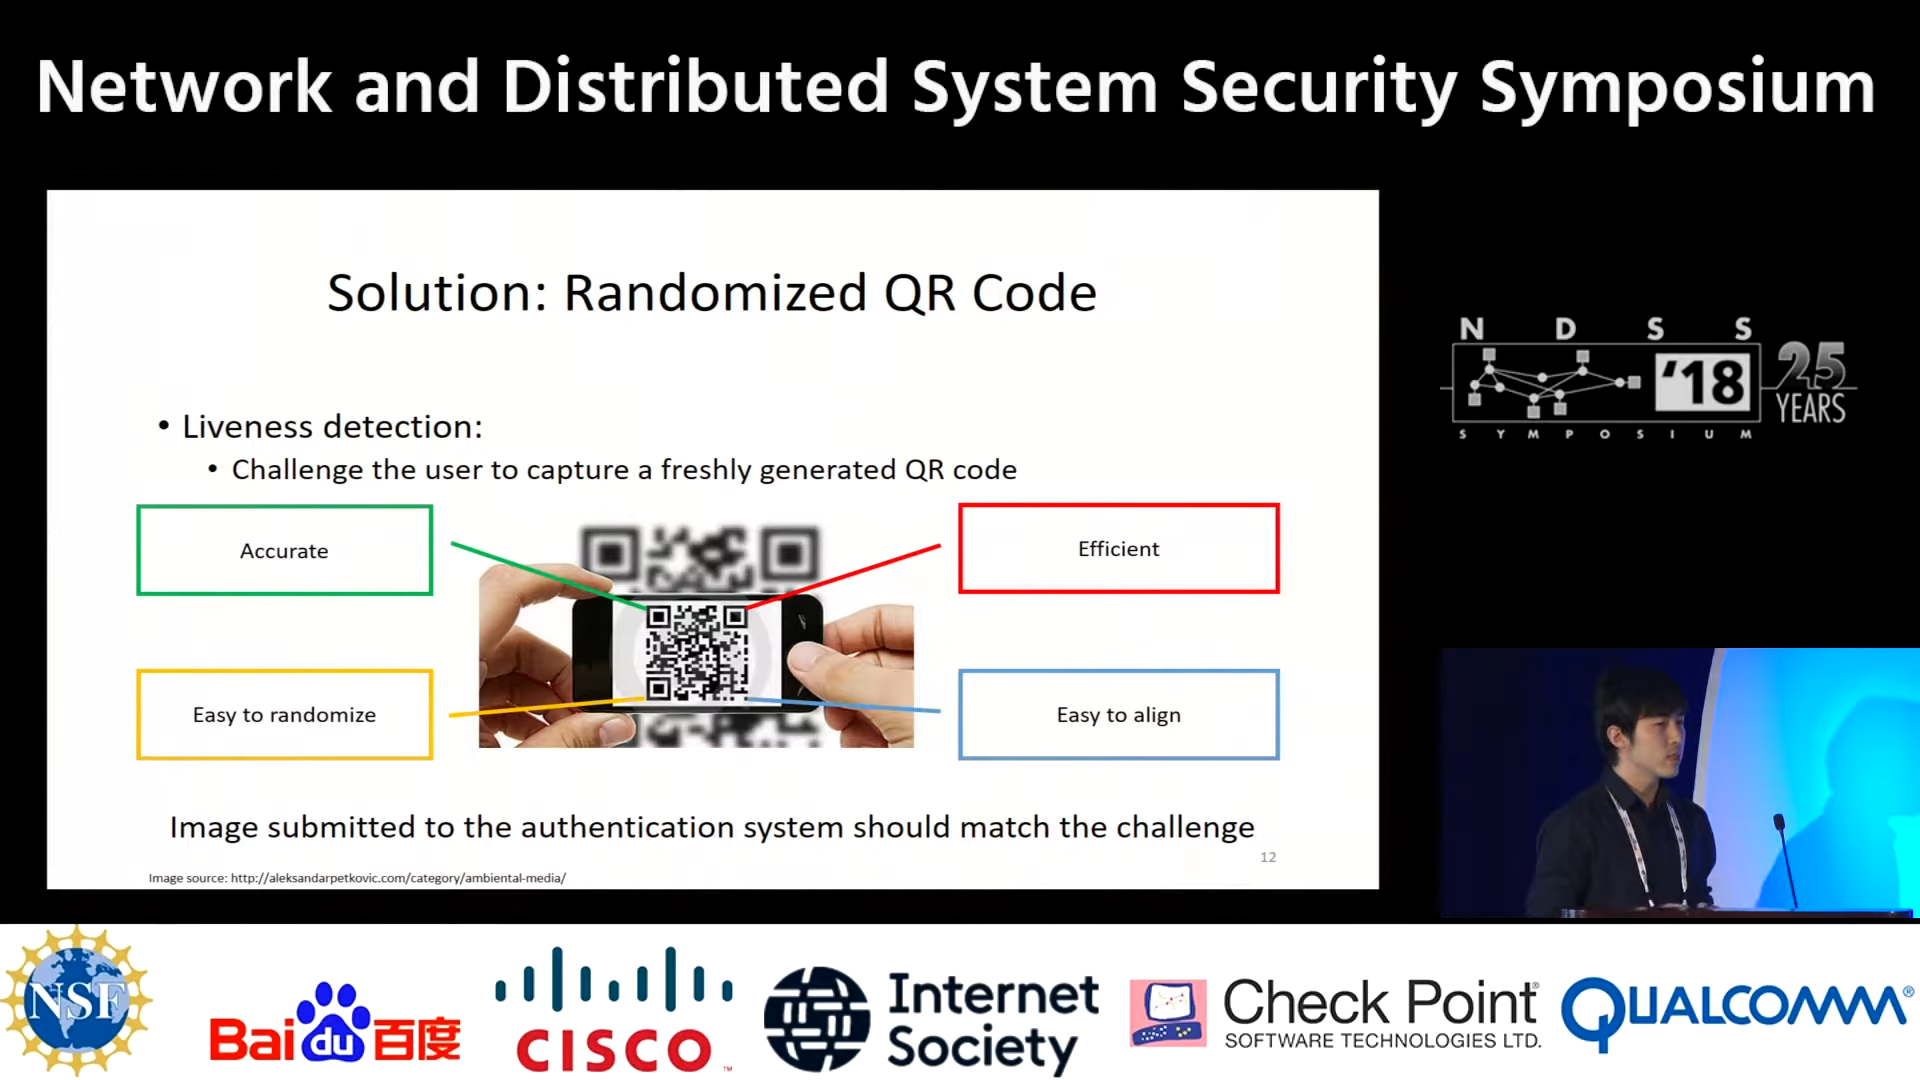 Network and Distributed System Security Symposium
Solution: Randomized QR Code
• Liveness detection:
• Challenge the user to capture a freshly generated QR code
Accurate
Efficient
Easy to randomize
Easy to align
Image submitted to the authentication system should match the challenge
12
Image source: http://aleksandarpetkovic.com/category/ambiental-media/
N D S S
'18
25
YEARS
S Y M P O S I U M
NSF
Bai du 百度
CISCO™
Internet
Society
Check Point®
SOFTWARE TECHNOLOGIES LTD.
QUALCOMM®